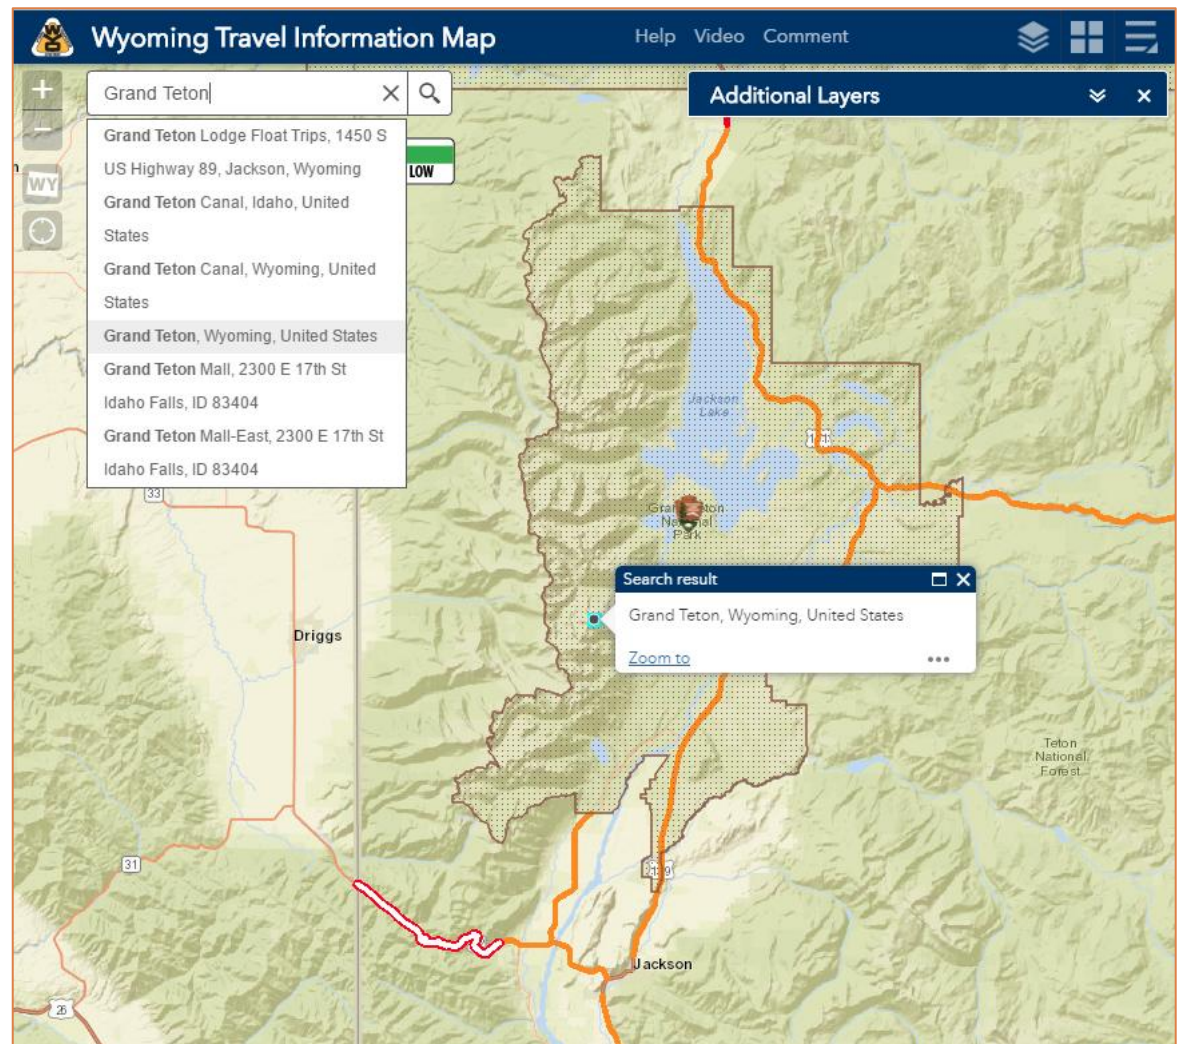 Wyoming Travel Information Map
Help Video Comment
Grand Teton
Additional Layers
Grand Teton Lodge Float Trips, 1450 S
US Highway 89, Jackson, Wyoming
Grand Teton Canal, Idaho, United
States
Grand Teton Canal, Wyoming, United
States
Grand Teton, Wyoming, United States
Grand Teton Mall, 2300 E 17th St
Idaho Falls, ID 83404
Grand Teton Mall-East, 2300 E 17th St
Idaho Falls, ID 83404
LOW
WY
Jackson
Lake
33
Park
Search result
Grand Teton, Wyoming, United States
Zoom to
Driggs
Teton
National
Forest
31
Jackson
26